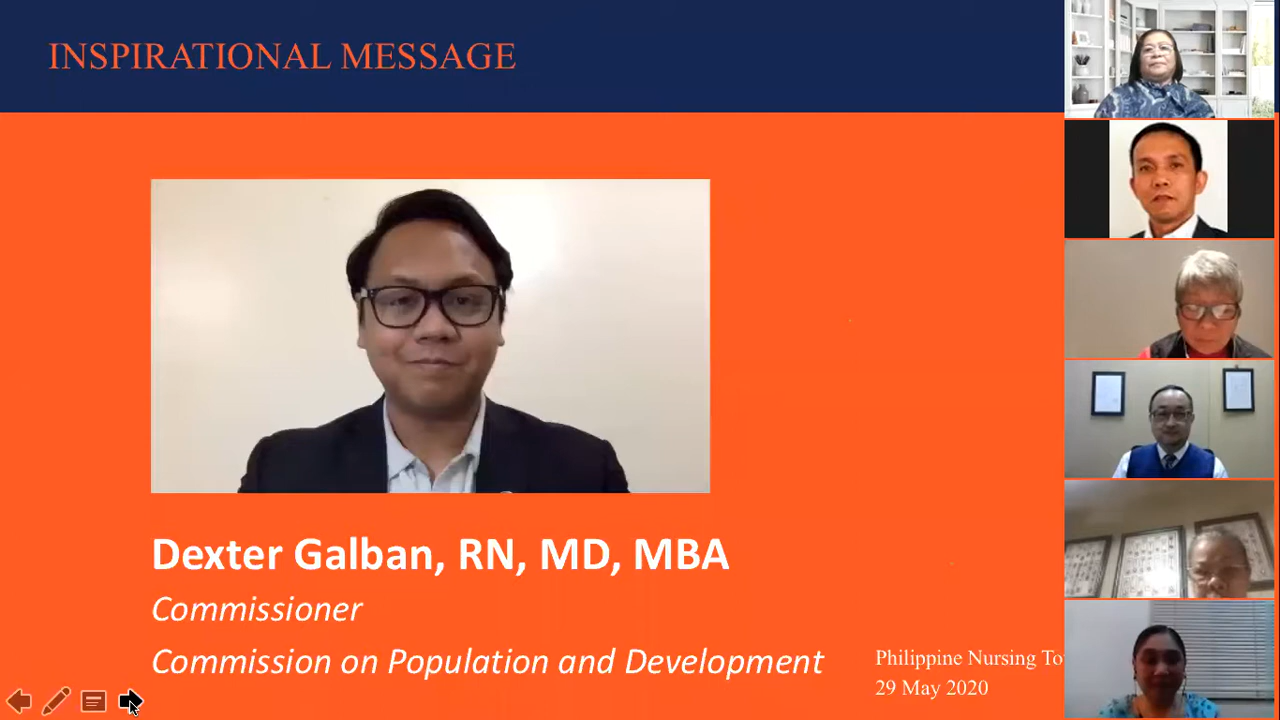 INSPIRATIONAL MESSAGE
Dexter Galban, RN, MD, MBA
Commissioner
Commission on Population and Development
Philippine Nursing
29 May 2020